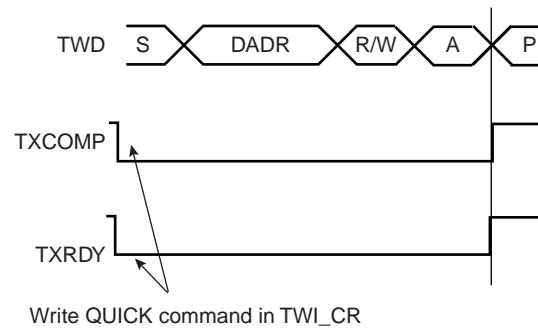 TWD S DADR R/W A P
TXCOMP
TXRDY
Write QUICK command in TWI_CR